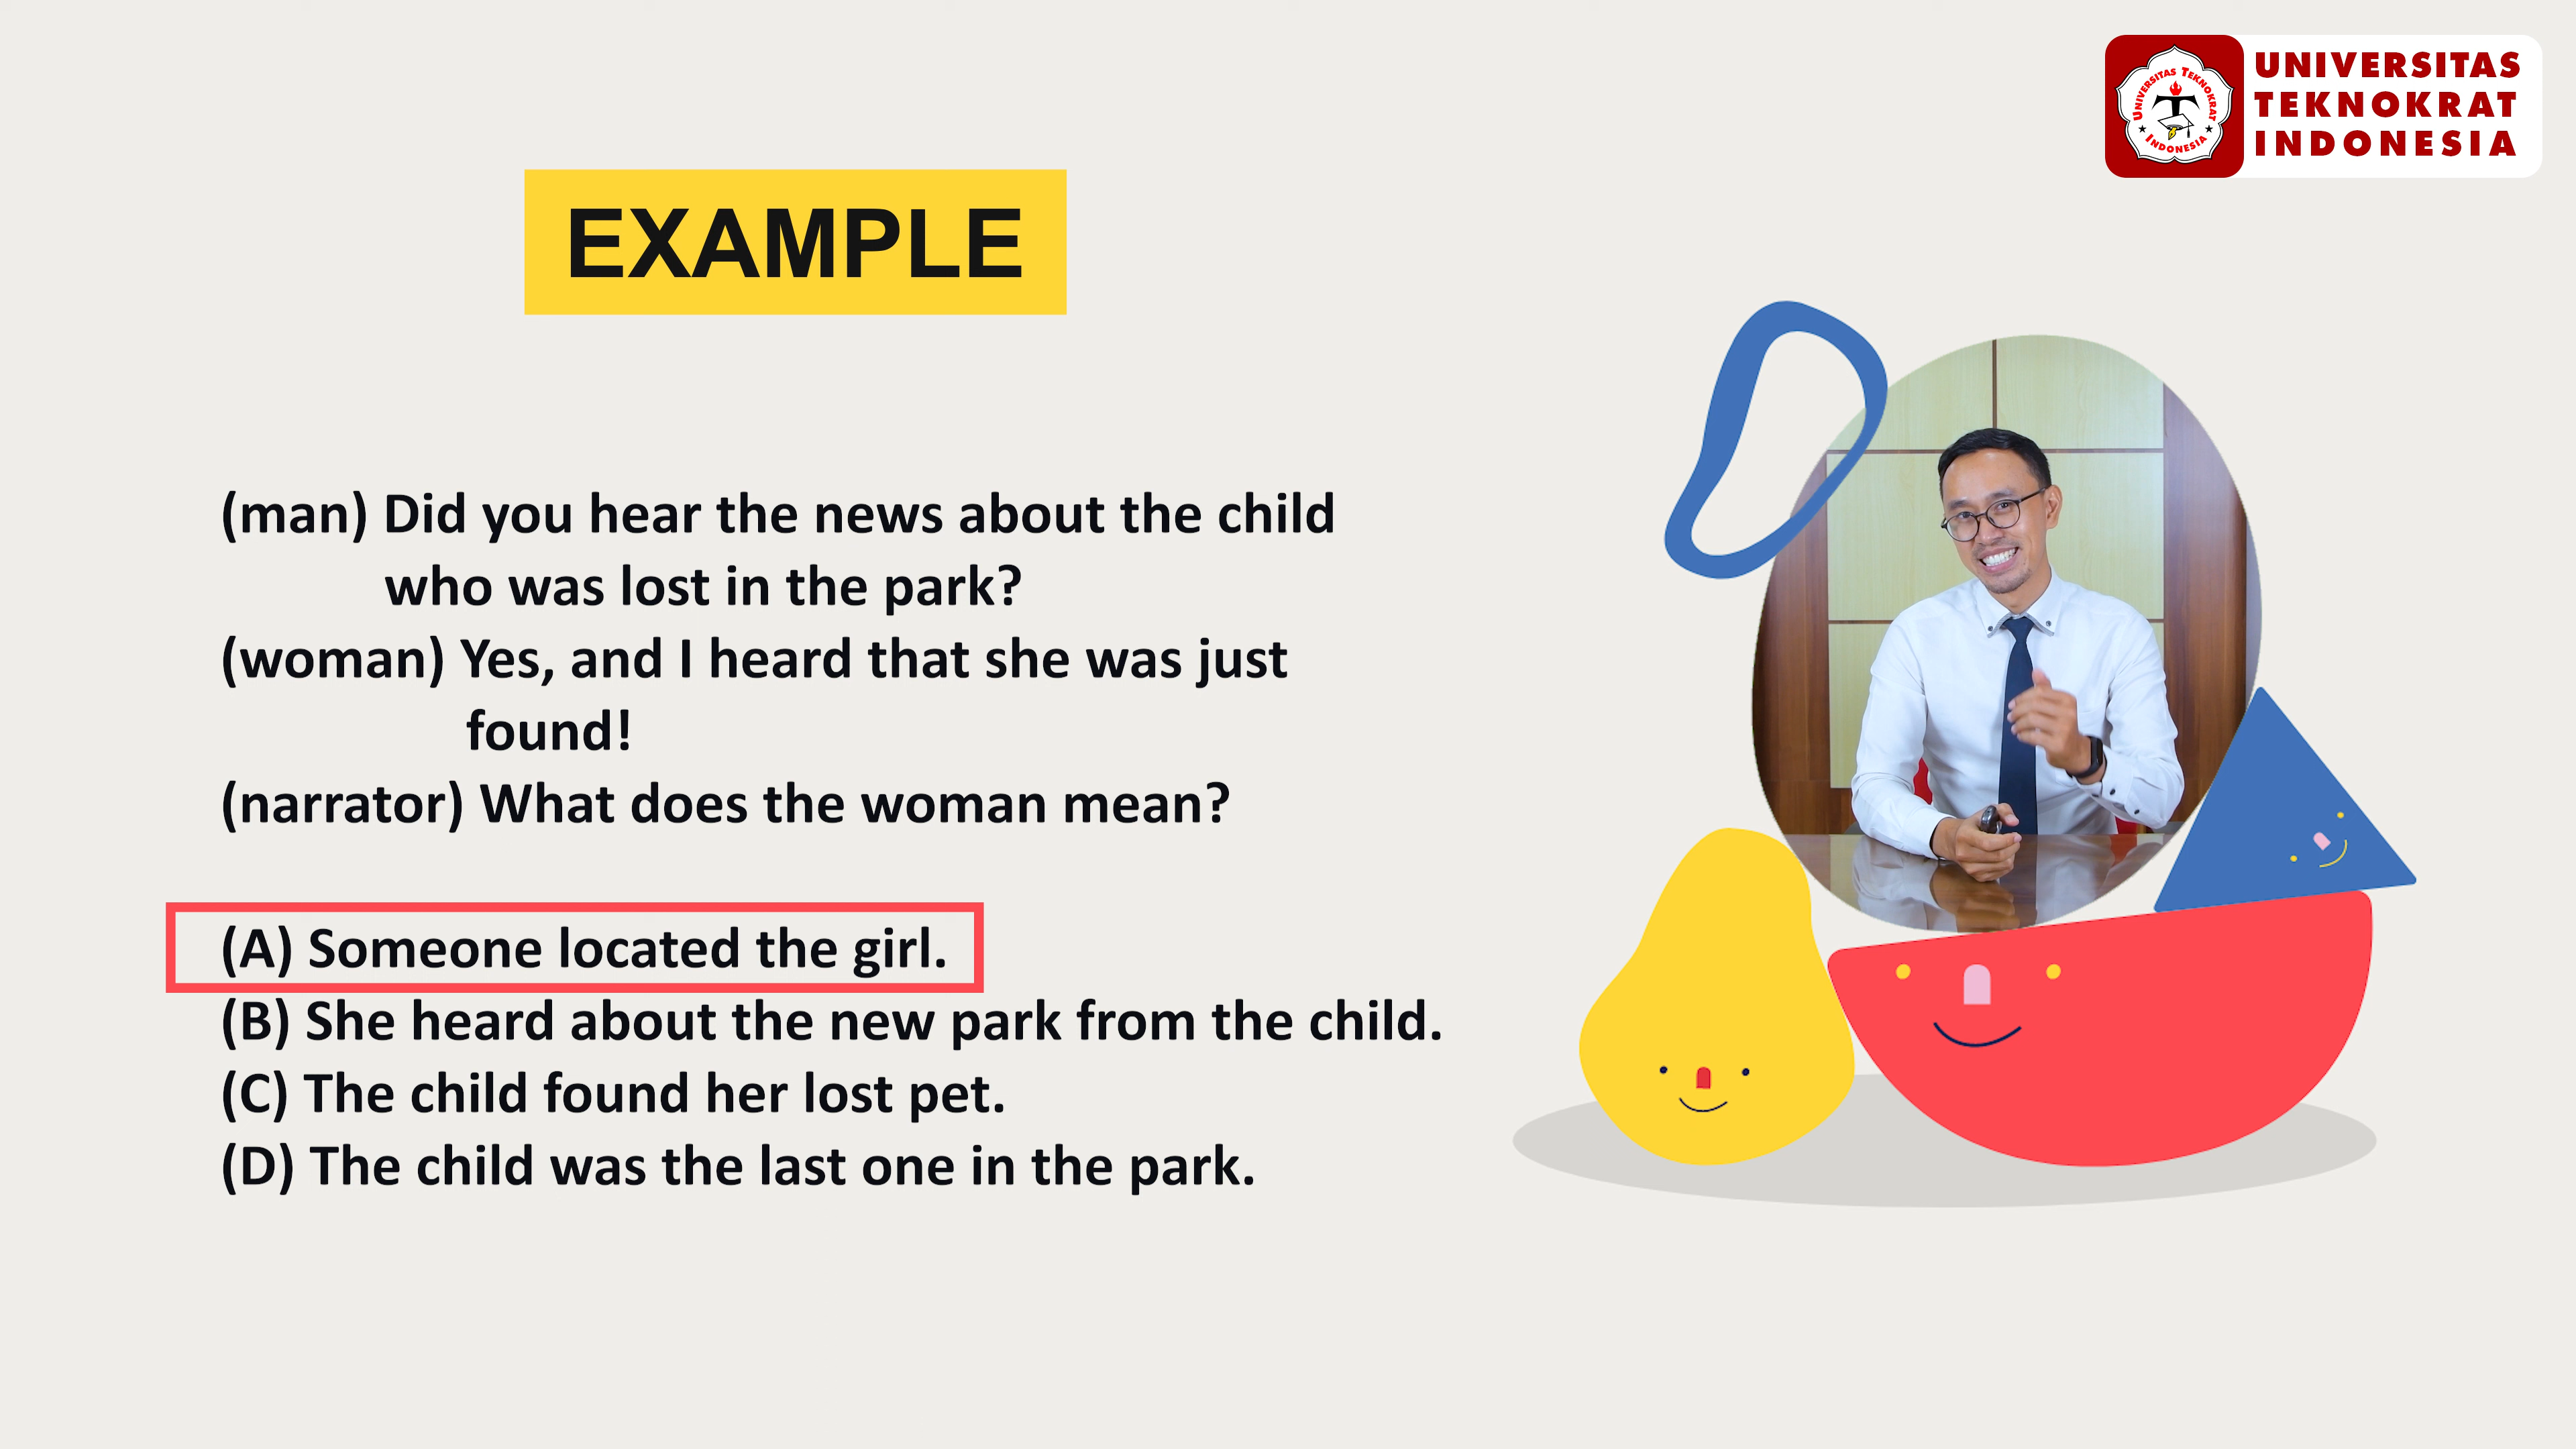 UNIVERSITAS TEKNOKRAT
INDONESIA
UNIVERSITAS
TEKNOKRAT
INDONESIA
EXAMPLE
(man) Did you hear the news about the child
who was lost in the park?
(woman) Yes, and I heard that she was just
found!
(narrator) What does the woman mean?
(A) Someone located the girl.
(B) She heard about the new park from the child.
(C) The child found her lost pet.
(D) The child was the last one in the park.